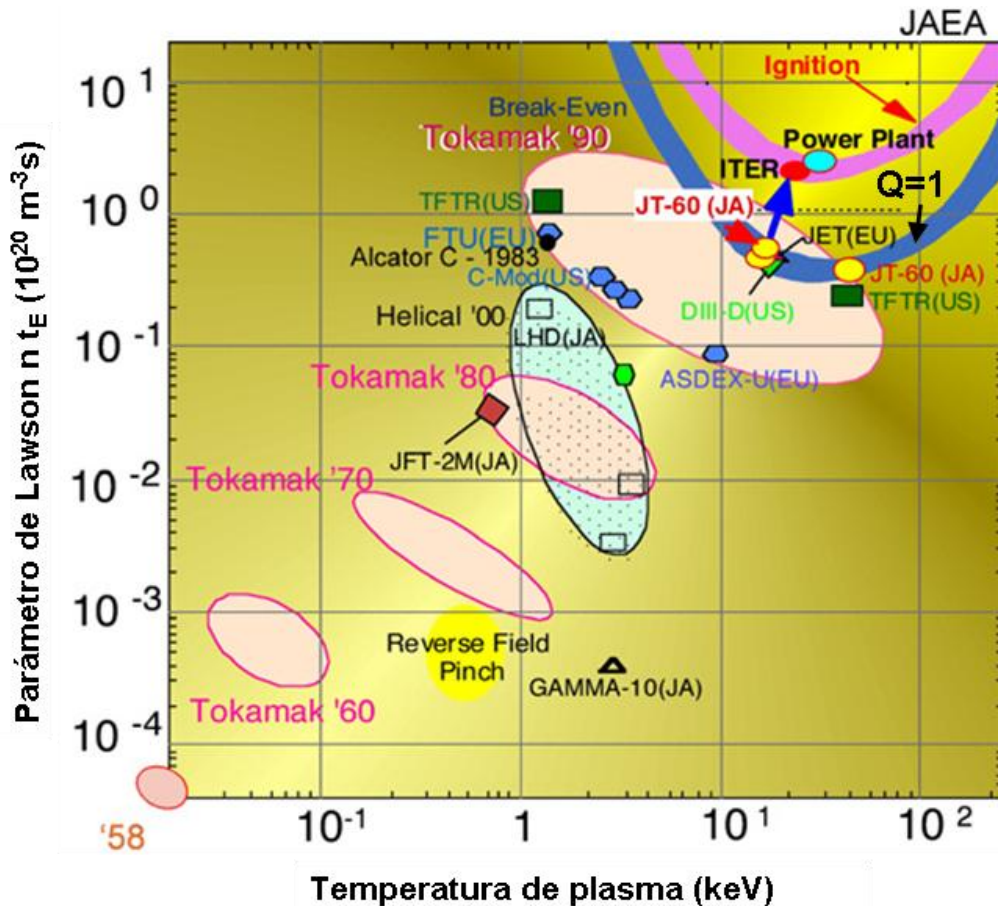 JAEA
10 1
Ignition
Break-Even
Tokamak '90
Power Plant
ITER
Q=1
TFTR(US)
10 0
JT-60 (JA)
FTU(EU)
JET(EU)
Alcator C - 1983
C-Mod(US)
JT-60 (JA)
TFTR(US)
DIII-D(US)
Helical '00
LHD(JA)
10 -1
Tokamak '80
ASDEX-U(EU)
JFT-2M(JA)
10 -2
Tokamak '70
10 -3
Reverse Field
Pinch
GAMMA-10(JA)
Tokamak '60
10 -4
'58
10 -1
1
10 1
10 2
Temperatura de plasma (keV)
Parámetro de Lawson n tE (10 20 m-3s)